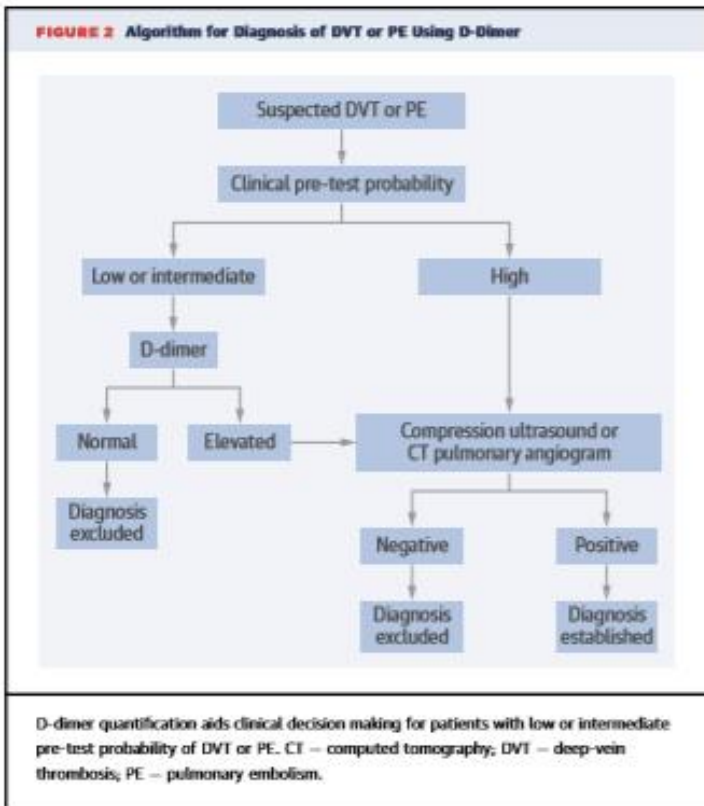 FIGURE 2 Algorithm for Diagnosis of DVT or PE Using D-Dimer
Suspected DVT or PE
Clinical pre-test probability
Low or intermediate
High
D-dimer
Normal
Elevated
Compression ultrasound or
CT pulmonary angiogram
Diagnosis
excluded
Negative
Positive
Diagnosis
excluded
Diagnosis
established
D-dimer quantification aids clinical decision making for patients with low or intermediate
pre-test probability of DVT or PE. CT = computed tomography; DVT = deep-vein
thrombosis; PE = pulmonary embolism.